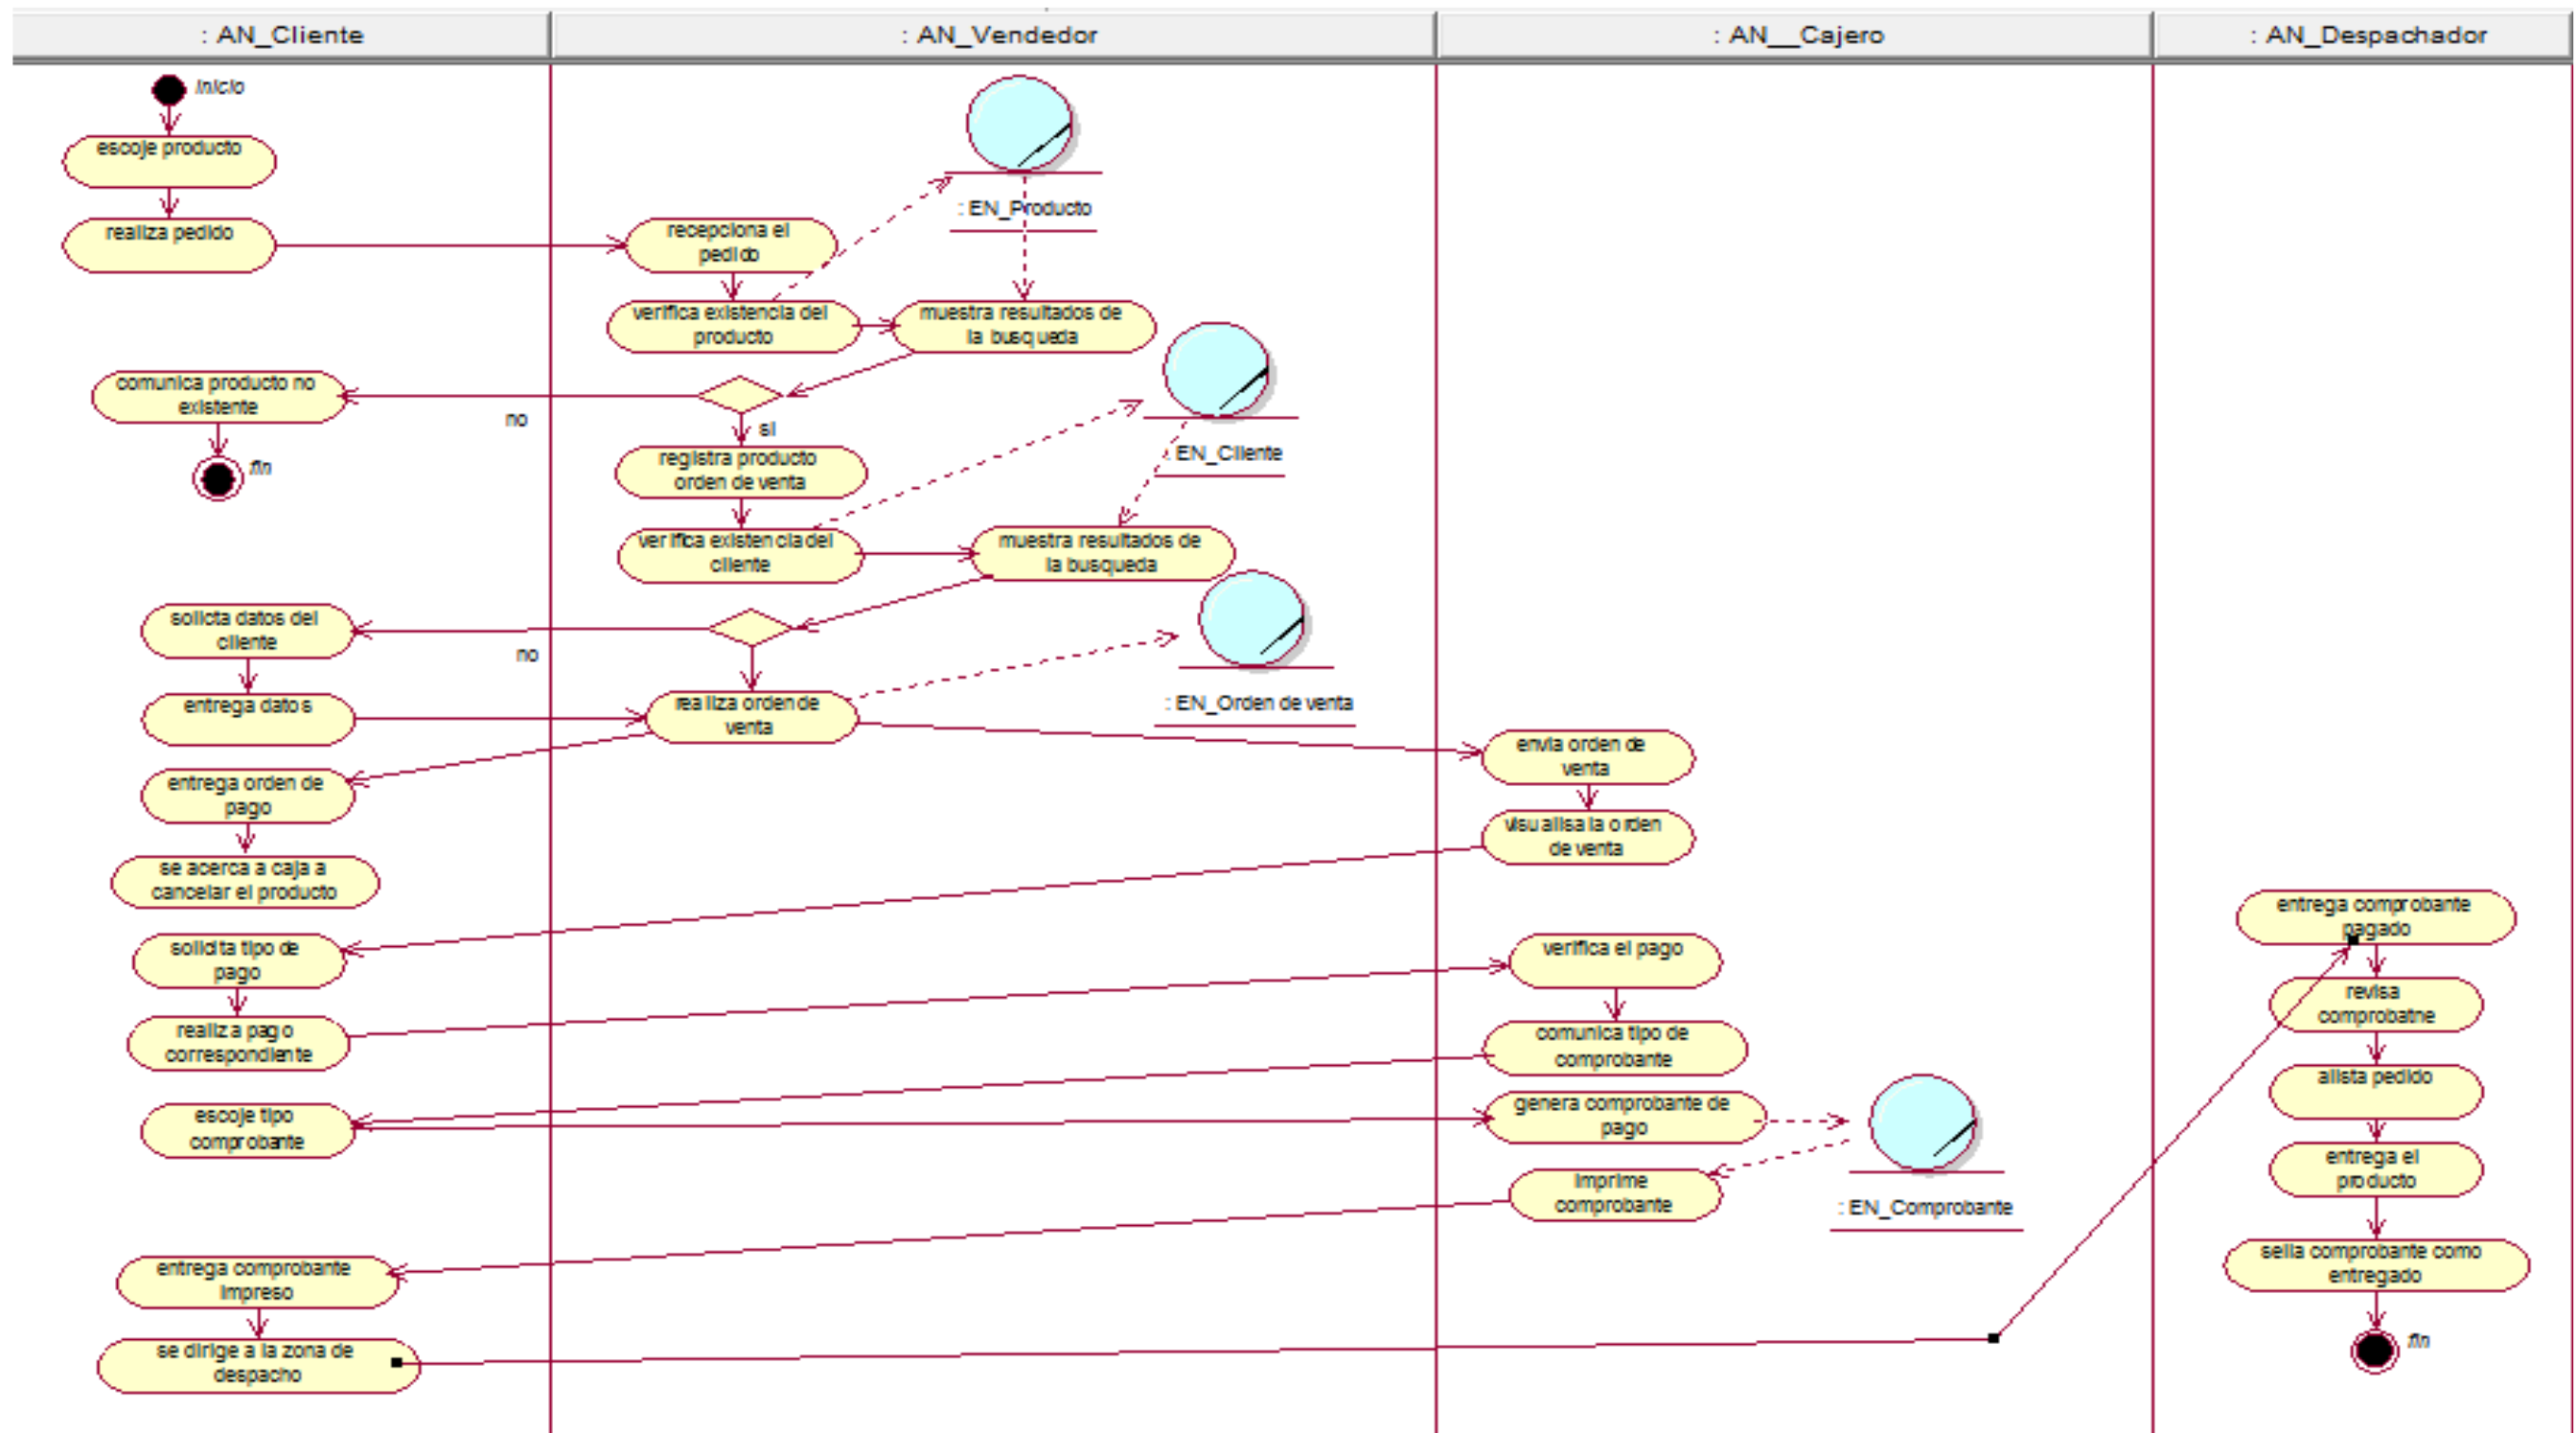 : AN_Cliente
: AN_Vendedor
: AN__Cajero
: AN_Despachador
inicio
escoje producto
realiza pedido
recepciona el
pedido
: EN_Producto
verifica existencia del
producto
muestra resultados de
la busqueda
comunica producto no
existente
no
si
fin
registra producto
orden de venta
: EN_Cliente
verifica existencia del
cliente
muestra resultados de
la busqueda
solicta datos del
cliente
no
entrega datos
realiza orden de
venta
: EN_Orden de venta
entrega orden de
pago
envia orden de
venta
visualisa la orden
de venta
se acerca a caja a
cancelar el producto
solicita tipo de
pago
verifica el pago
entrega comprobante
pagado
realiza pago
correspondiente
comunica tipo de
comprobante
revisa
comprobatne
escoje tipo
comprobante
genera comprobante de
pago
alista pedido
imprime
comprobante
: EN_Comprobante
entrega el
producto
entrega comprobante
impreso
sella comprobante como
entregado
se dirige a la zona de
despacho
fin